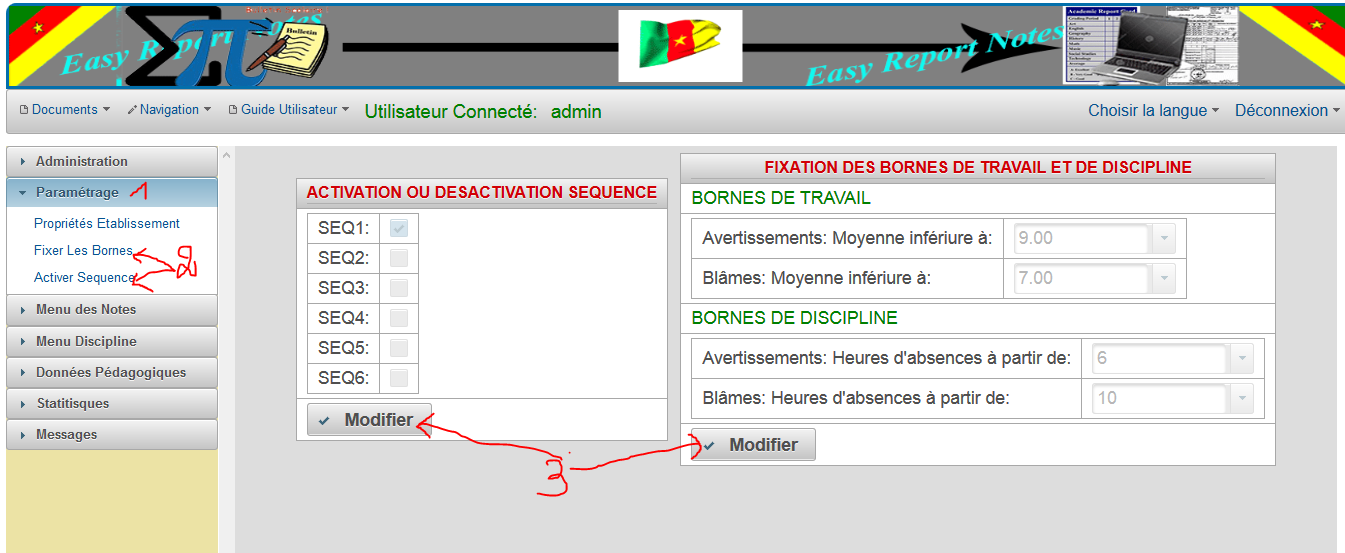 Easy Report Notes
Bulletin
Easy Report Notes
Academic Report Card
Documents
Navigation
Guide Utilisateur
Utilisateur Connecté: admin
Choisir la langue
Déconnexion
Administration
Paramétrage 1
Propriétés Etablissement
Fixer Les Bornes
2
Activer Sequence
Menu des Notes
Menu Discipline
Données Pédagogiques
Statitisques
Messages
ACTIVATION OU DESACTIVATION SEQUENCE
SEQ1:
SEQ2:
SEQ3:
SEQ4:
SEQ5:
SEQ6:
Modifier
3
FIXATION DES BORNES DE TRAVAIL ET DE DISCIPLINE
BORNES DE TRAVAIL
Avertissements: Moyenne inférieure à: 9.00
Blâmes: Moyenne inférieure à: 7.00
BORNES DE DISCIPLINE
Avertissements: Heures d'absences à partir de: 6
Blâmes: Heures d'absences à partir de: 10
Modifier